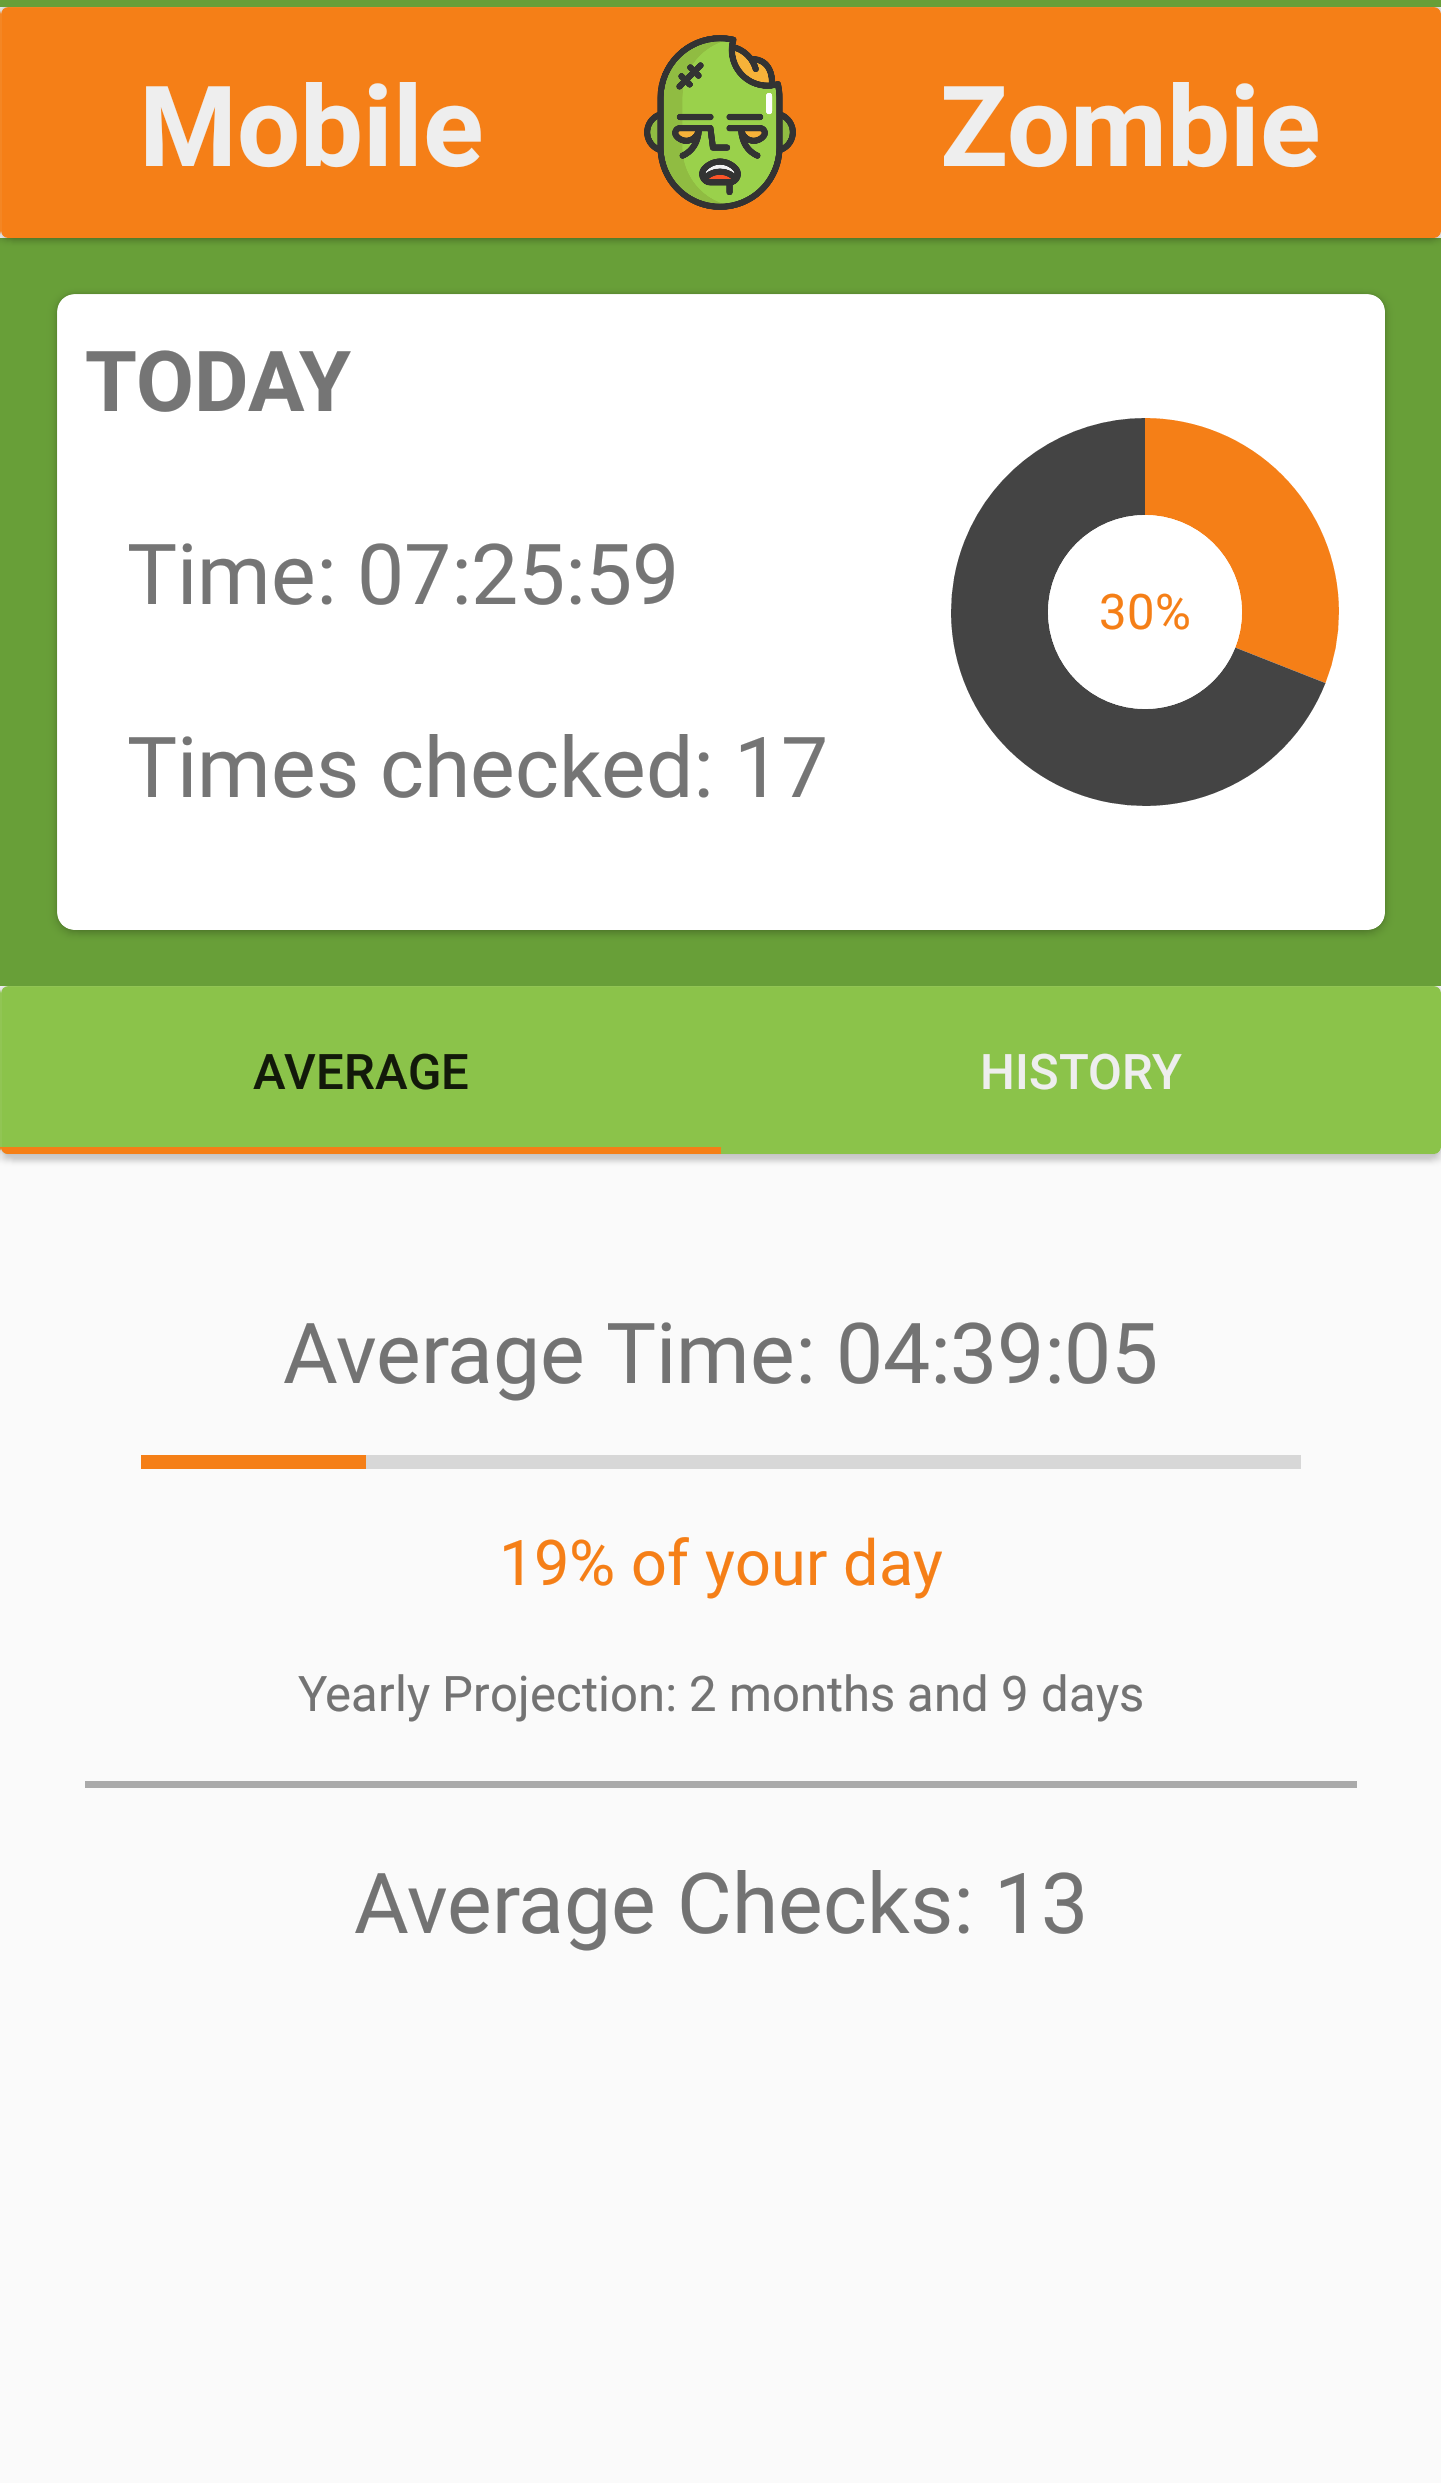 Mobile Zombie
TODAY
Time: 07:25:59
30%
Times checked: 17
AVERAGE HISTORY
Average Time: 04:39:05
19% of your day
Yearly Projection: 2 months and 9 days
Average Checks: 13